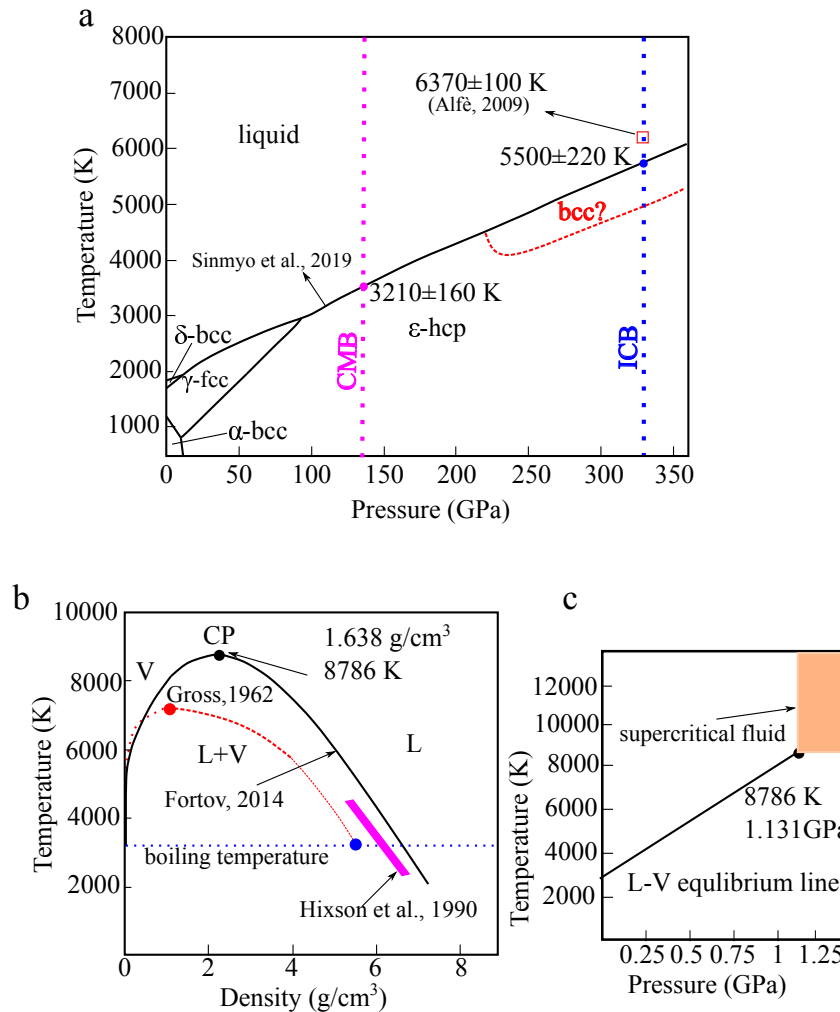 a
8000
7000
6000
5000
4000
3000
2000
1000
Temperature (K)
liquid
6370±100 K
(Alfè, 2009)
5500±220 K
bcc?
Sinmyo et al., 2019
3210±160 K
ε-hcp
δ-bcc
γ-fcc
α-bcc
CMB
ICB
0 50 100 150 200 250 300 350
Pressure (GPa)
b
10000
8000
6000
4000
2000
Temperature (K)
CP
1.638 g/cm³
8786 K
V
Gross,1962
L+V
L
Fortov, 2014
boiling temperature
Hixson et al., 1990
0 2 4 6 8
Density (g/cm³)
c
12000
10000
8000
6000
4000
2000
Temperature (K)
supercritical fluid
8786 K
1.131GPa
L-V equlibrium line
0.25 0.5 0.75 1 1.25
Pressure (GPa)